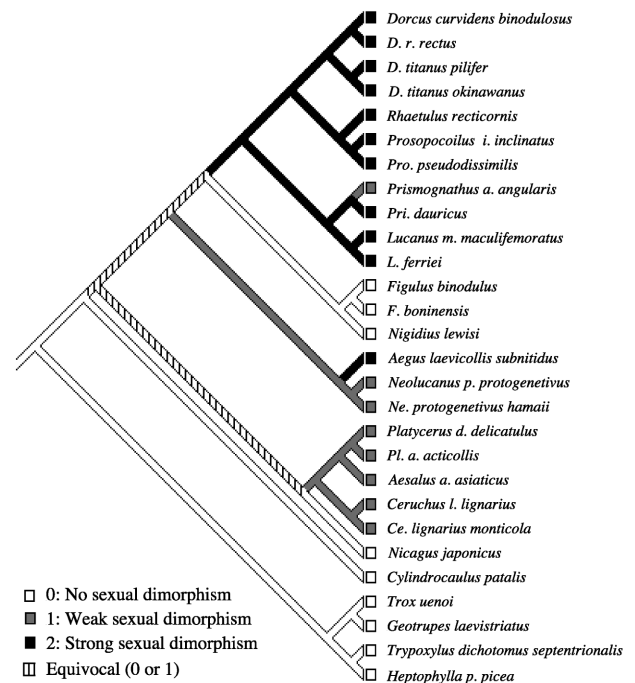 Dorcus curvidens binodulosus
D. r. rectus
D. titanus pilifer
D. titanus okinawanus
Rhaetulus recticornis
Prosopocoilus i. inclinatus
Pro. pseudodissimilis
Prismognathus a. angularis
Pri. dauricus
Lucanus m. maculifemoratus
L. ferriei
Figulus binodulus
F. boninensis
Nigidius lewisi
Aegus laevicollis subnitidus
Neolucanus p. protogenetivus
Ne. protogenetivus hamaii
Platycerus d. delicatulus
Pl. a. acticollis
Aesalus a. asiaticus
Ceruchus l. lignarius
Ce. lignarius monticola
Nicagus japonicus
Cylindrocaulus patalis
Trox uenoi
Geotrupes laevistriatus
Trypoxylus dichotomus septentrionalis
Heptophylla p. picea
0: No sexual dimorphism
1: Weak sexual dimorphism
2: Strong sexual dimorphism
Equivocal (0 or 1)